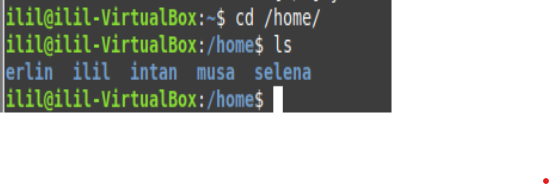 ilil@ilil-VirtualBox:~$ cd /home/
ilil@ilil-VirtualBox:/home$ ls
erlin ilil intan musa selena
ilil@ilil-VirtualBox:/home$